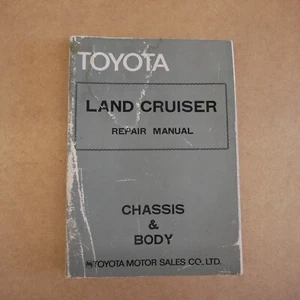 TOYOTA
LAND CRUISER
REPAIR MANUAL
CHASSIS
&
BODY
TOYOTA MOTOR SALES CO., LTD.